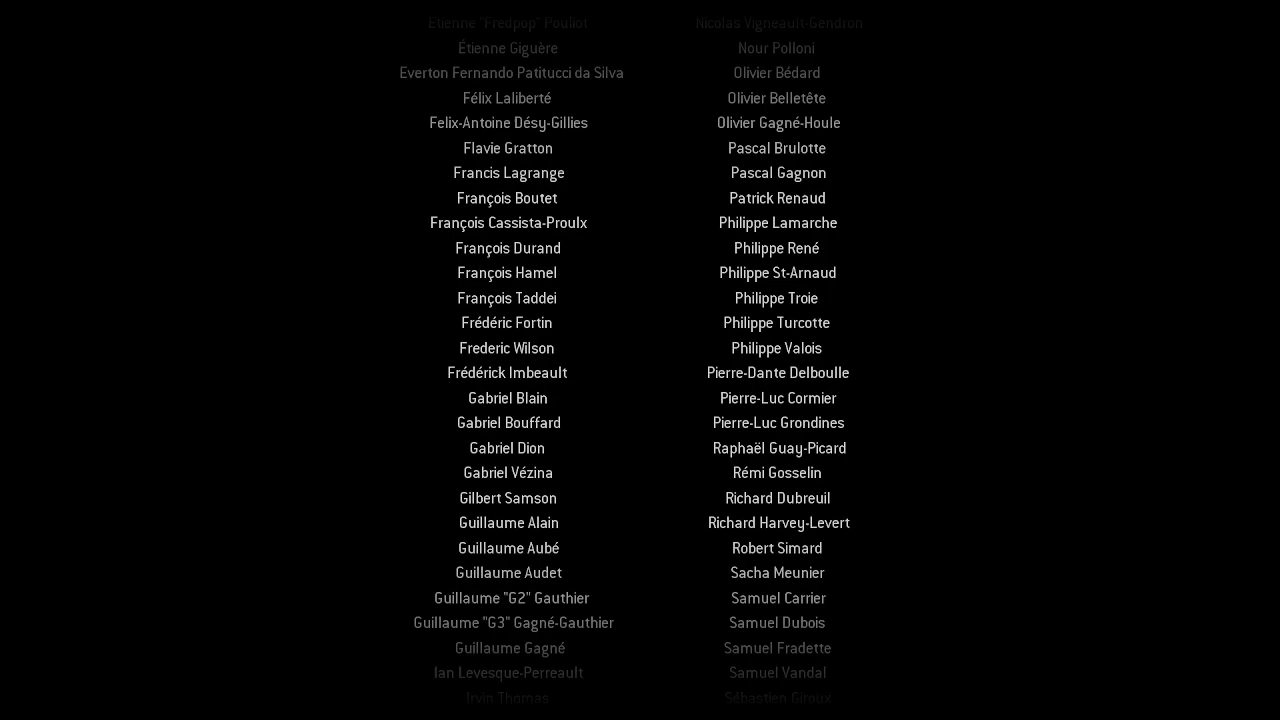 Etienne "Fredpop" Pouliot
Étienne Giguère
Everton Fernando Patitucci da Silva
Félix Laliberté
Felix-Antoine Désy-Gillies
Flavie Gratton
Francis Lagrange
François Boutet
François Cassista-Proulx
François Durand
François Hamel
François Taddei
Frédéric Fortin
Frederic Wilson
Frédérick Imbeault
Gabriel Blain
Gabriel Bouffard
Gabriel Dion
Gabriel Vézina
Gilbert Samson
Guillaume Alain
Guillaume Aubé
Guillaume Audet
Guillaume "G2" Gauthier
Guillaume "G3" Gagné-Gauthier
Guillaume Gagné
Ian Levesque-Perreault
Irvin Thomas
Nicolas Vigneault-Gendron
Nour Polloni
Olivier Bédard
Olivier Belletête
Olivier Gagné-Houle
Pascal Brulotte
Pascal Gagnon
Patrick Renaud
Philippe Lamarche
Philippe René
Philippe St-Arnaud
Philippe Troie
Philippe Turcotte
Philippe Valois
Pierre-Dante Delboulle
Pierre-Luc Cormier
Pierre-Luc Grondines
Raphaël Guay-Picard
Rémi Gosselin
Richard Dubreuil
Richard Harvey-Levert
Robert Simard
Sacha Meunier
Samuel Carrier
Samuel Dubois
Samuel Fradette
Samuel Vandal
Sébastien Giroux